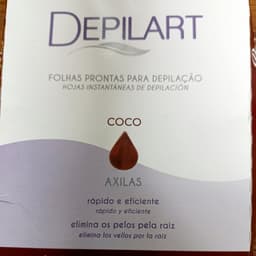 DEPILART
FOLHAS PRONTAS PARA DEPILAÇÃO
HOJAS INSTANTÁNEAS DE DEPILACIÓN
COCO
AXILAS
rápido e eficiente
rápido y eficiente
elimina os pelos pela raiz
elimina los vellos por la raíz